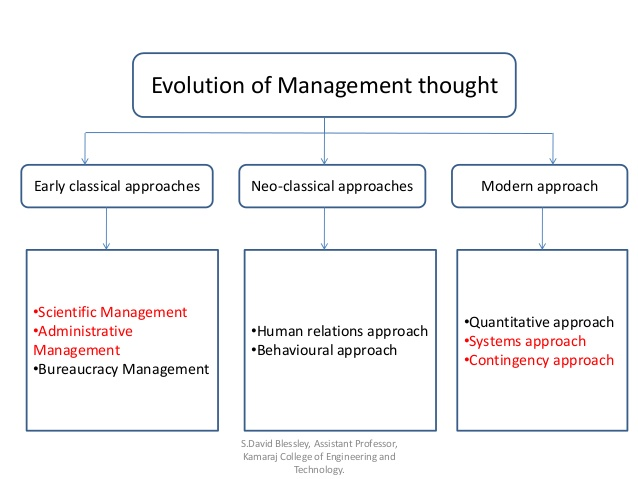 Evolution of Management thought
Early classical approaches
Neo-classical approaches
Modern approach
•Scientific Management
•Administrative
Management
•Bureaucracy Management
•Human relations approach
•Behavioural approach
•Quantitative approach
•Systems approach
•Contingency approach
S.David Blessley, Assistant Professor,
Kamaraj College of Engineering and
Technology.